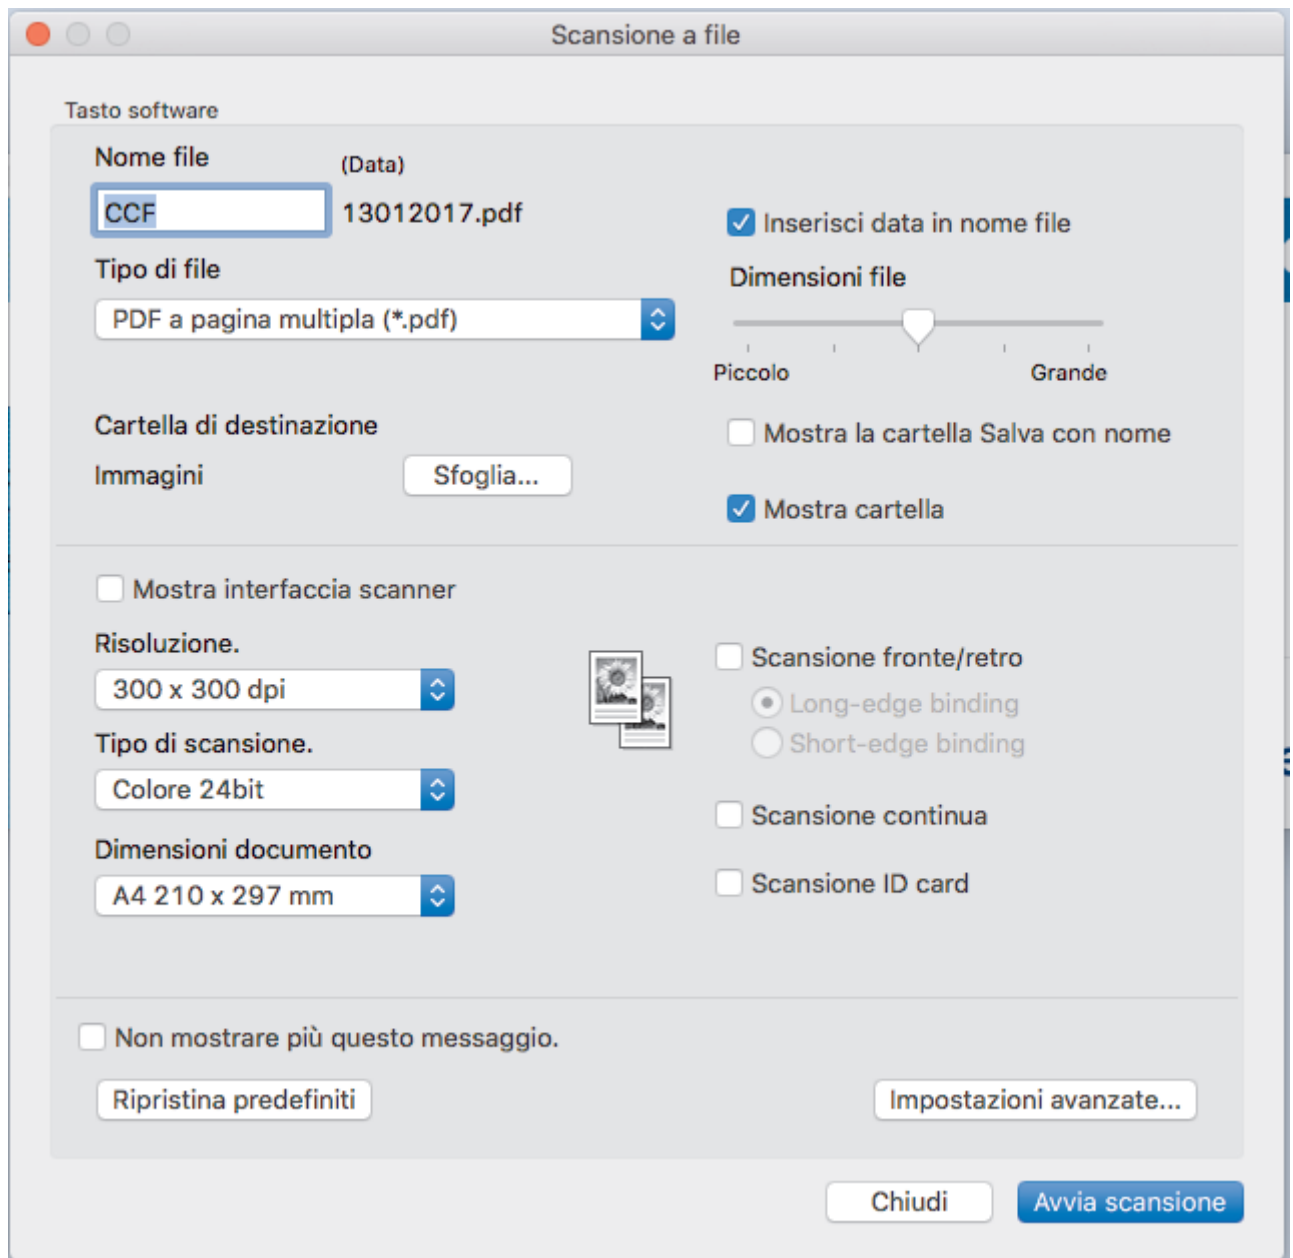 Scansione a file
Tasto software
Nome file (Data)
CCF 13012017.pdf
Inserisci data in nome file
Tipo di file
Dimensioni file
PDF a pagina multipla (*.pdf)
Piccolo Grande
Cartella di destinazione
Mostra la cartella Salva con nome
Immagini Sfoglia...
Mostra cartella
Mostra interfaccia scanner
Risoluzione.
Scansione fronte/retro
300 x 300 dpi
Long-edge binding
Tipo di scansione.
Short-edge binding
Colore 24bit
Scansione continua
Dimensioni documento
Scansione ID card
A4 210 x 297 mm
Non mostrare più questo messaggio.
Ripristina predefiniti Impostazioni avanzate...
Chiudi Avvia scansione